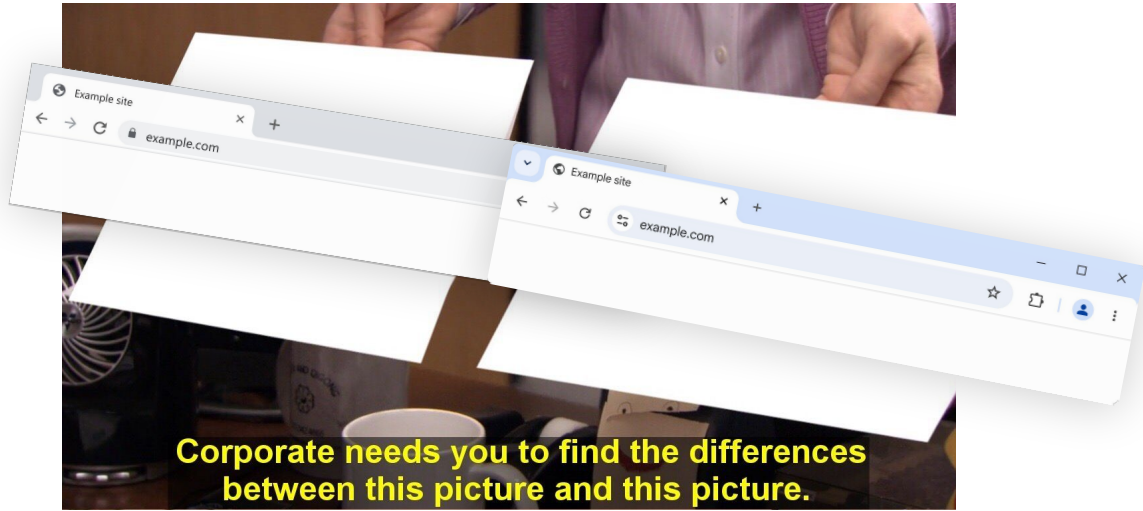 Example site
example.com
Example site
example.com
Corporate needs you to find the differences
between this picture and this picture.